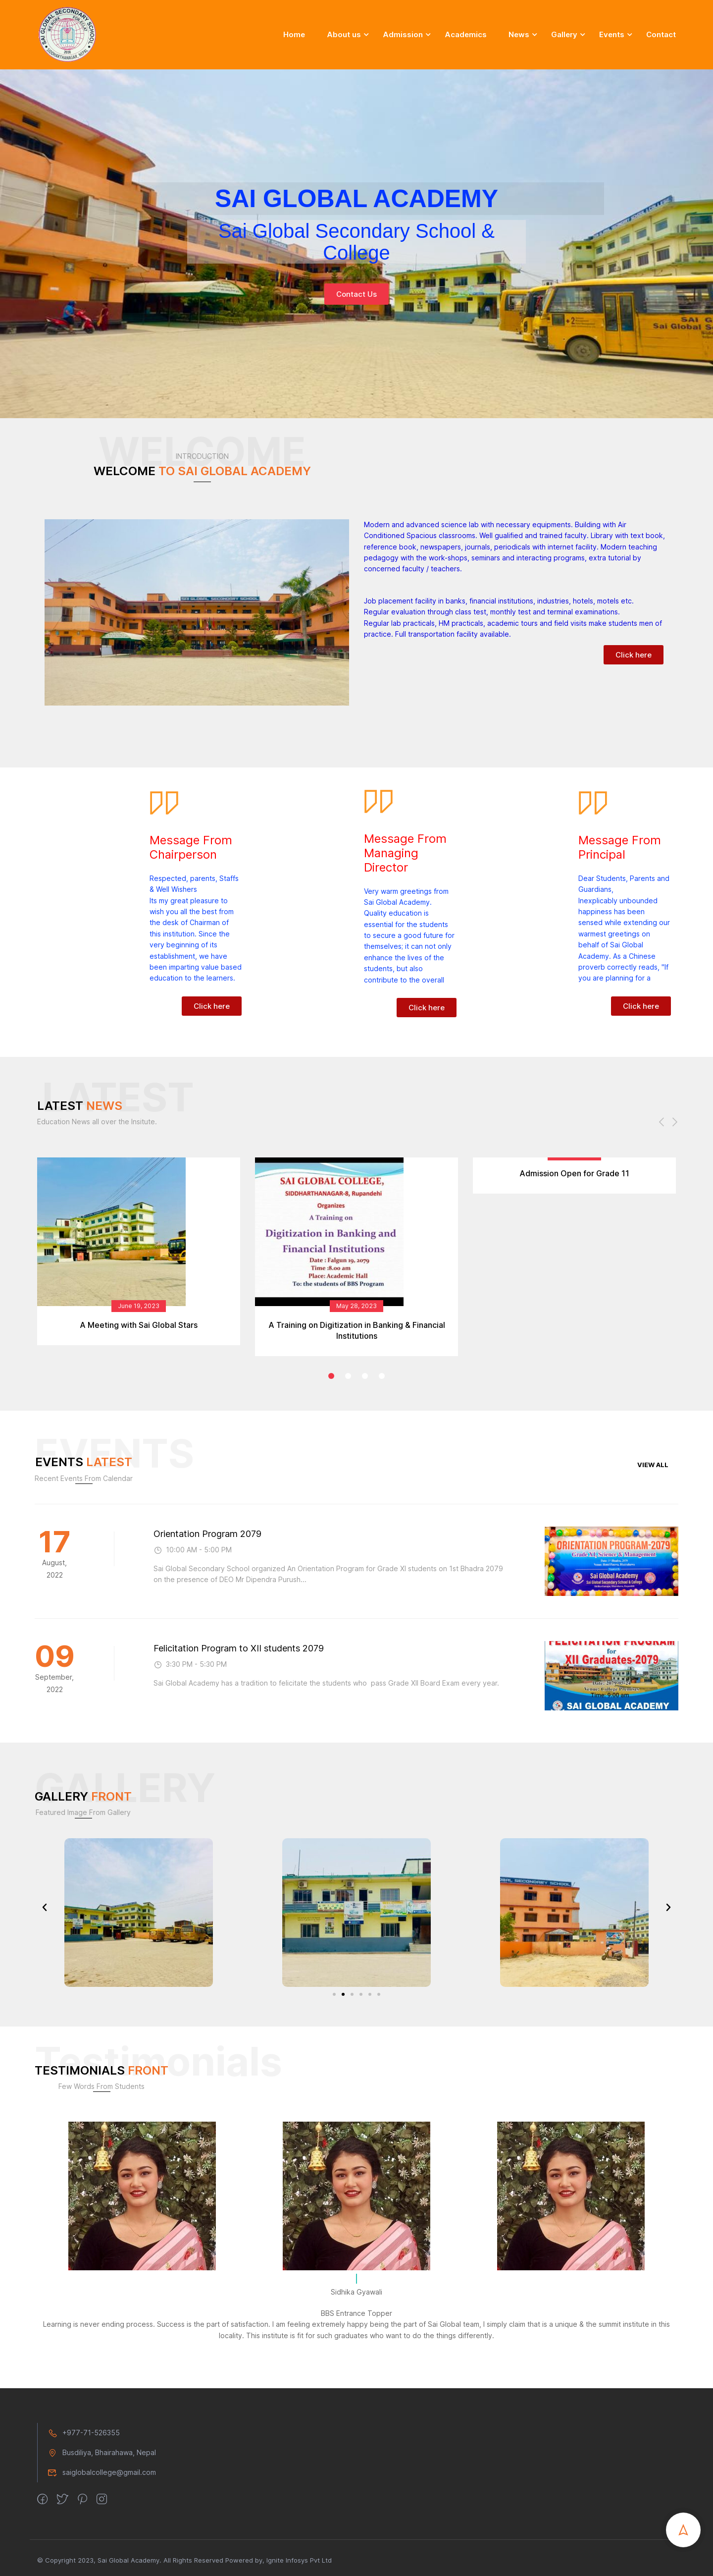 Home
About us
Admission
Academics
News
Gallery
Events
Contact
SAI GLOBAL ACADEMY
Sai Global Secondary School &
College
Contact Us
Sai Global Seco
WELCOME
INTRODUCTION
WELCOME TO SAI GLOBAL ACADEMY
Modern and advanced science lab with necessary equipments. Building with Air
Conditioned Spacious classrooms. Well gualified and trained faculty. Library with text book,
reference book, newspapers, journals, periodicals with internet facility. Modern teaching
pedagogy with the work-shops, seminars and interacting programs, extra tutorial by
concerned faculty / teachers.
Job placement facility in banks, financial institutions, industries, hotels, motels etc.
Regular evaluation through class test, monthly test and terminal examinations.
Regular lab practicals, HM practicals, academic tours and field visits make students men of
practice. Full transportation facility available.
Click here
Message From
Chairperson
Respected, parents, Staffs
& Well Wishers
Its my great pleasure to
wish you all the best from
the desk of Chairman of
this institution. Since the
very beginning of its
establishment, we have
been imparting value based
education to the learners.
Click here
Message From
Managing
Director
Very warm greetings from
Sai Global Academy.
Quality education is
essential for the students
to secure a good future for
themselves; it can not only
enhance the lives of the
students, but also
contribute to the overall
Click here
Message From
Principal
Dear Students, Parents and
Guardians,
Inexplicably unbounded
happiness has been
sensed while extending our
warmest greetings on
behalf of Sai Global
Academy. As a Chinese
proverb correctly reads, "If
you are planning for a
Click here
LATEST
LATEST NEWS
Education News all over the Insitute.
June 19, 2023
A Meeting with Sai Global Stars
SAI GLOBAL COLLEGE,
SIDDHARTHANAGAR-8, Rupandehi
Organizes
A Training on
Digitization in Banking and
Financial Institutions
Date : Falgun 19, 2079
Time :8.00 am
Place: Academic Hall
To: the students of BBS Program
May 28, 2023
A Training on Digitization in Banking & Financial
Institutions
Admission Open for Grade 11
EVENTS
EVENTS LATEST
Recent Events From Calendar
VIEW ALL
17
August,
2022
Orientation Program 2079
10:00 AM - 5:00 PM
Sai Global Secondary School organized An Orientation Program for Grade XI students on 1st Bhadra 2079
on the presence of DEO Mr Dipendra Purush...
ORIENTATION PROGRAM-2079
Grade XI Science & Management
Sai Global Academy
Sai Global Secondary School & College
09
September,
2022
Felicitation Program to XII students 2079
3:30 PM - 5:30 PM
Sai Global Academy has a tradition to felicitate the students who pass Grade XII Board Exam every year.
FELICITATION PROGRAM
for
XII Graduates-2079
SAI GLOBAL ACADEMY
GALLERY
GALLERY FRONT
Featured Image From Gallery
BAL SECONDARY SCHOOL
Testimonials
TESTIMONIALS FRONT
Few Words From Students
Sidhika Gyawali
BBS Entrance Topper
Learning is never ending process. Success is the part of satisfaction. I am feeling extremely happy being the part of Sai Global team, I simply claim that is a unique & the summit institute in this
locality. This institute is fit for such graduates who want to do the things differently.
+977-71-526355
Busdiliya, Bhairahawa, Nepal
saiglobalcollege@gmail.com
© Copyright 2023, Sai Global Academy. All Rights Reserved Powered by, Ignite Infosys Pvt Ltd